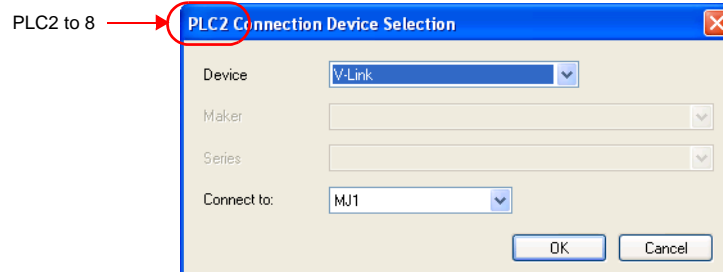 PLC2 to 8
PLC2 Connection Device Selection
Device
V-Link
Maker
Series
Connect to:
MJ1
OK
Cancel